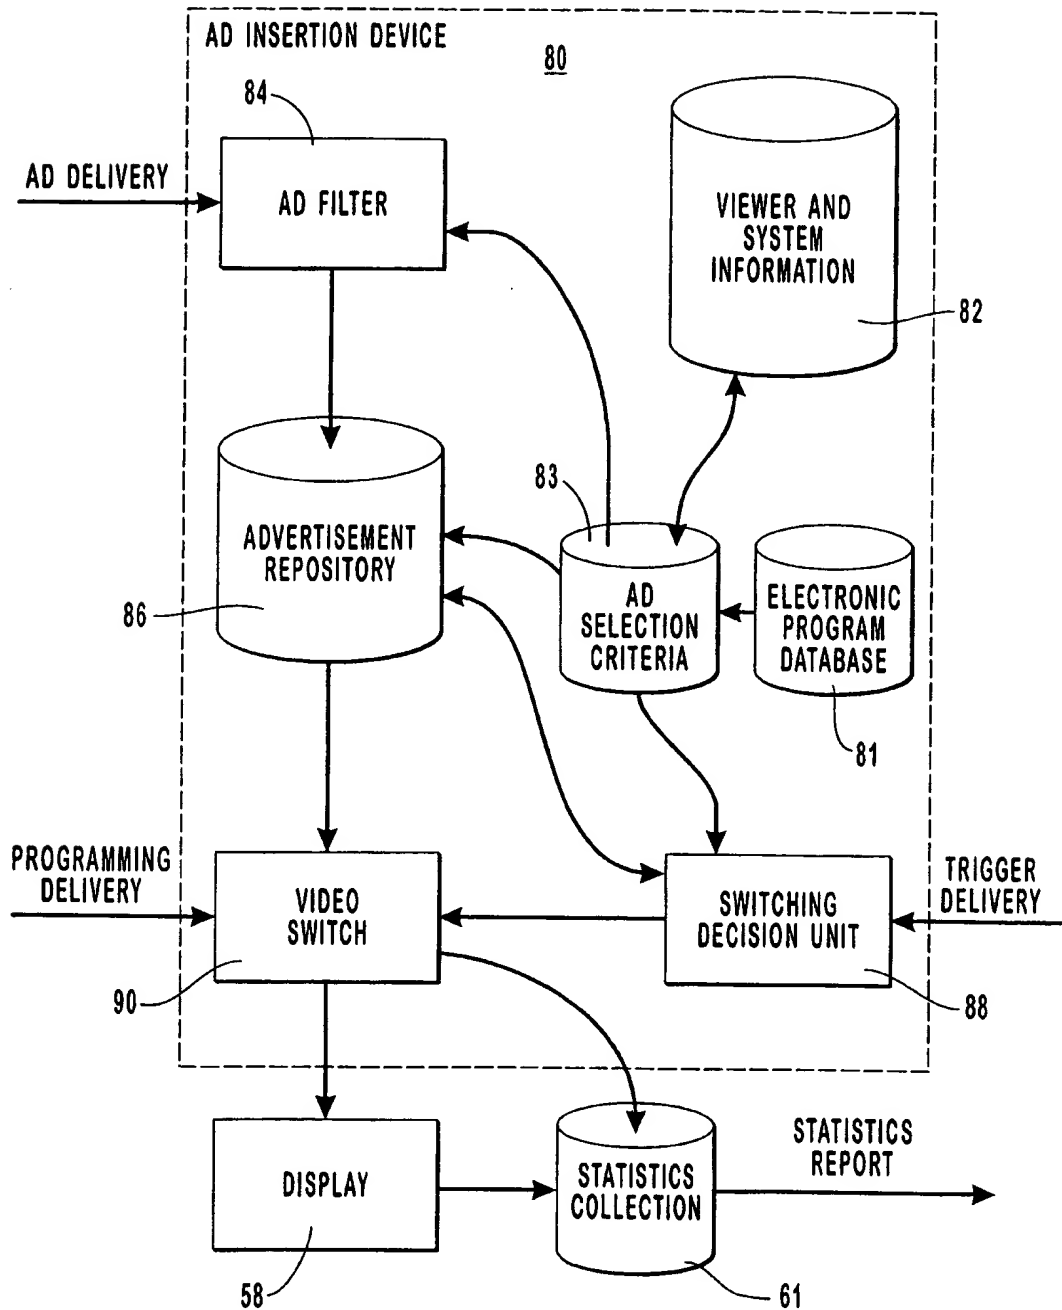 AD INSERTION DEVICE
80
84
AD DELIVERY
AD FILTER
VIEWER AND
SYSTEM
INFORMATION
82
83
ADVERTISEMENT
REPOSITORY
86
AD
SELECTION
CRITERIA
ELECTRONIC
PROGRAM
DATABASE
81
PROGRAMMING
DELIVERY
VIDEO
SWITCH
90
SWITCHING
DECISION UNIT
88
TRIGGER
DELIVERY
DISPLAY
58
STATISTICS
COLLECTION
61
STATISTICS
REPORT